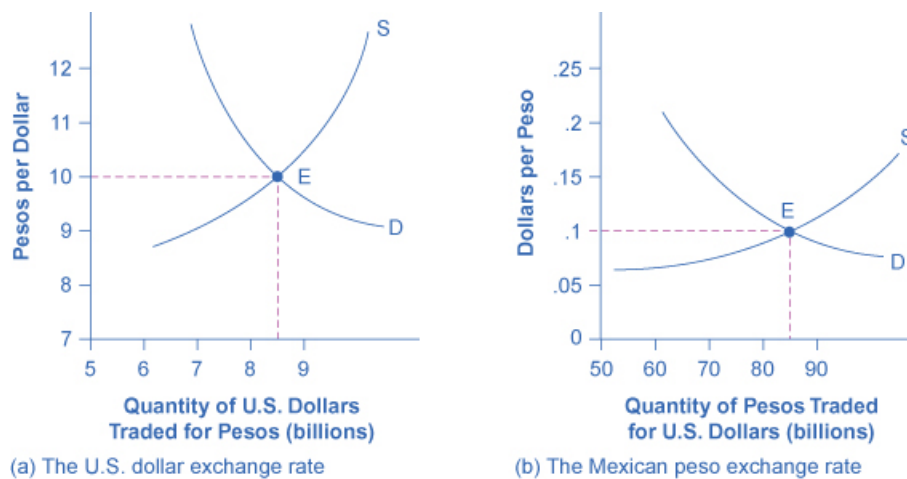 Pesos per Dollar
12
11
10
9
8
7
5
6
7
8
9
S
E
D
Quantity of U.S. Dollars
Traded for Pesos (billions)
(a) The U.S. dollar exchange rate
Dollars per Peso
.25
.2
.15
.1
.05
0
50
60
70
80
90
S
E
D
Quantity of Pesos Traded
for U.S. Dollars (billions)
(b) The Mexican peso exchange rate